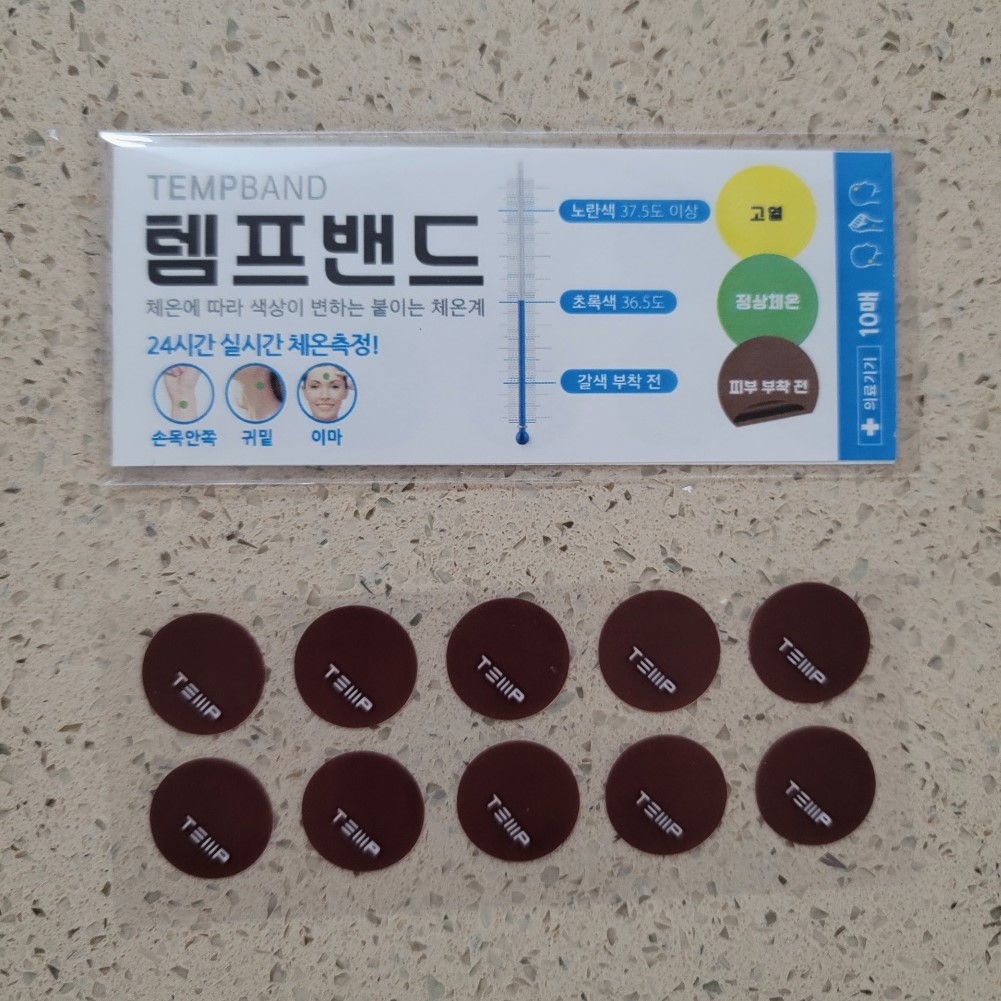 TEMPBAND
템프밴드
체온에 따라 색상이 변하는 붙이는 체온계
24시간 실시간 체온측정!
손목안쪽 귀밑 이마
노란색 37.5도 이상
고열
초록색 36.5도
정상체온
갈색 부착 전
피부 부착 전
의료기기 10매
TEMP
TEMP
TEMP
TEMP
TEMP
TEMP
TEMP
TEMP
TEMP
TEMP